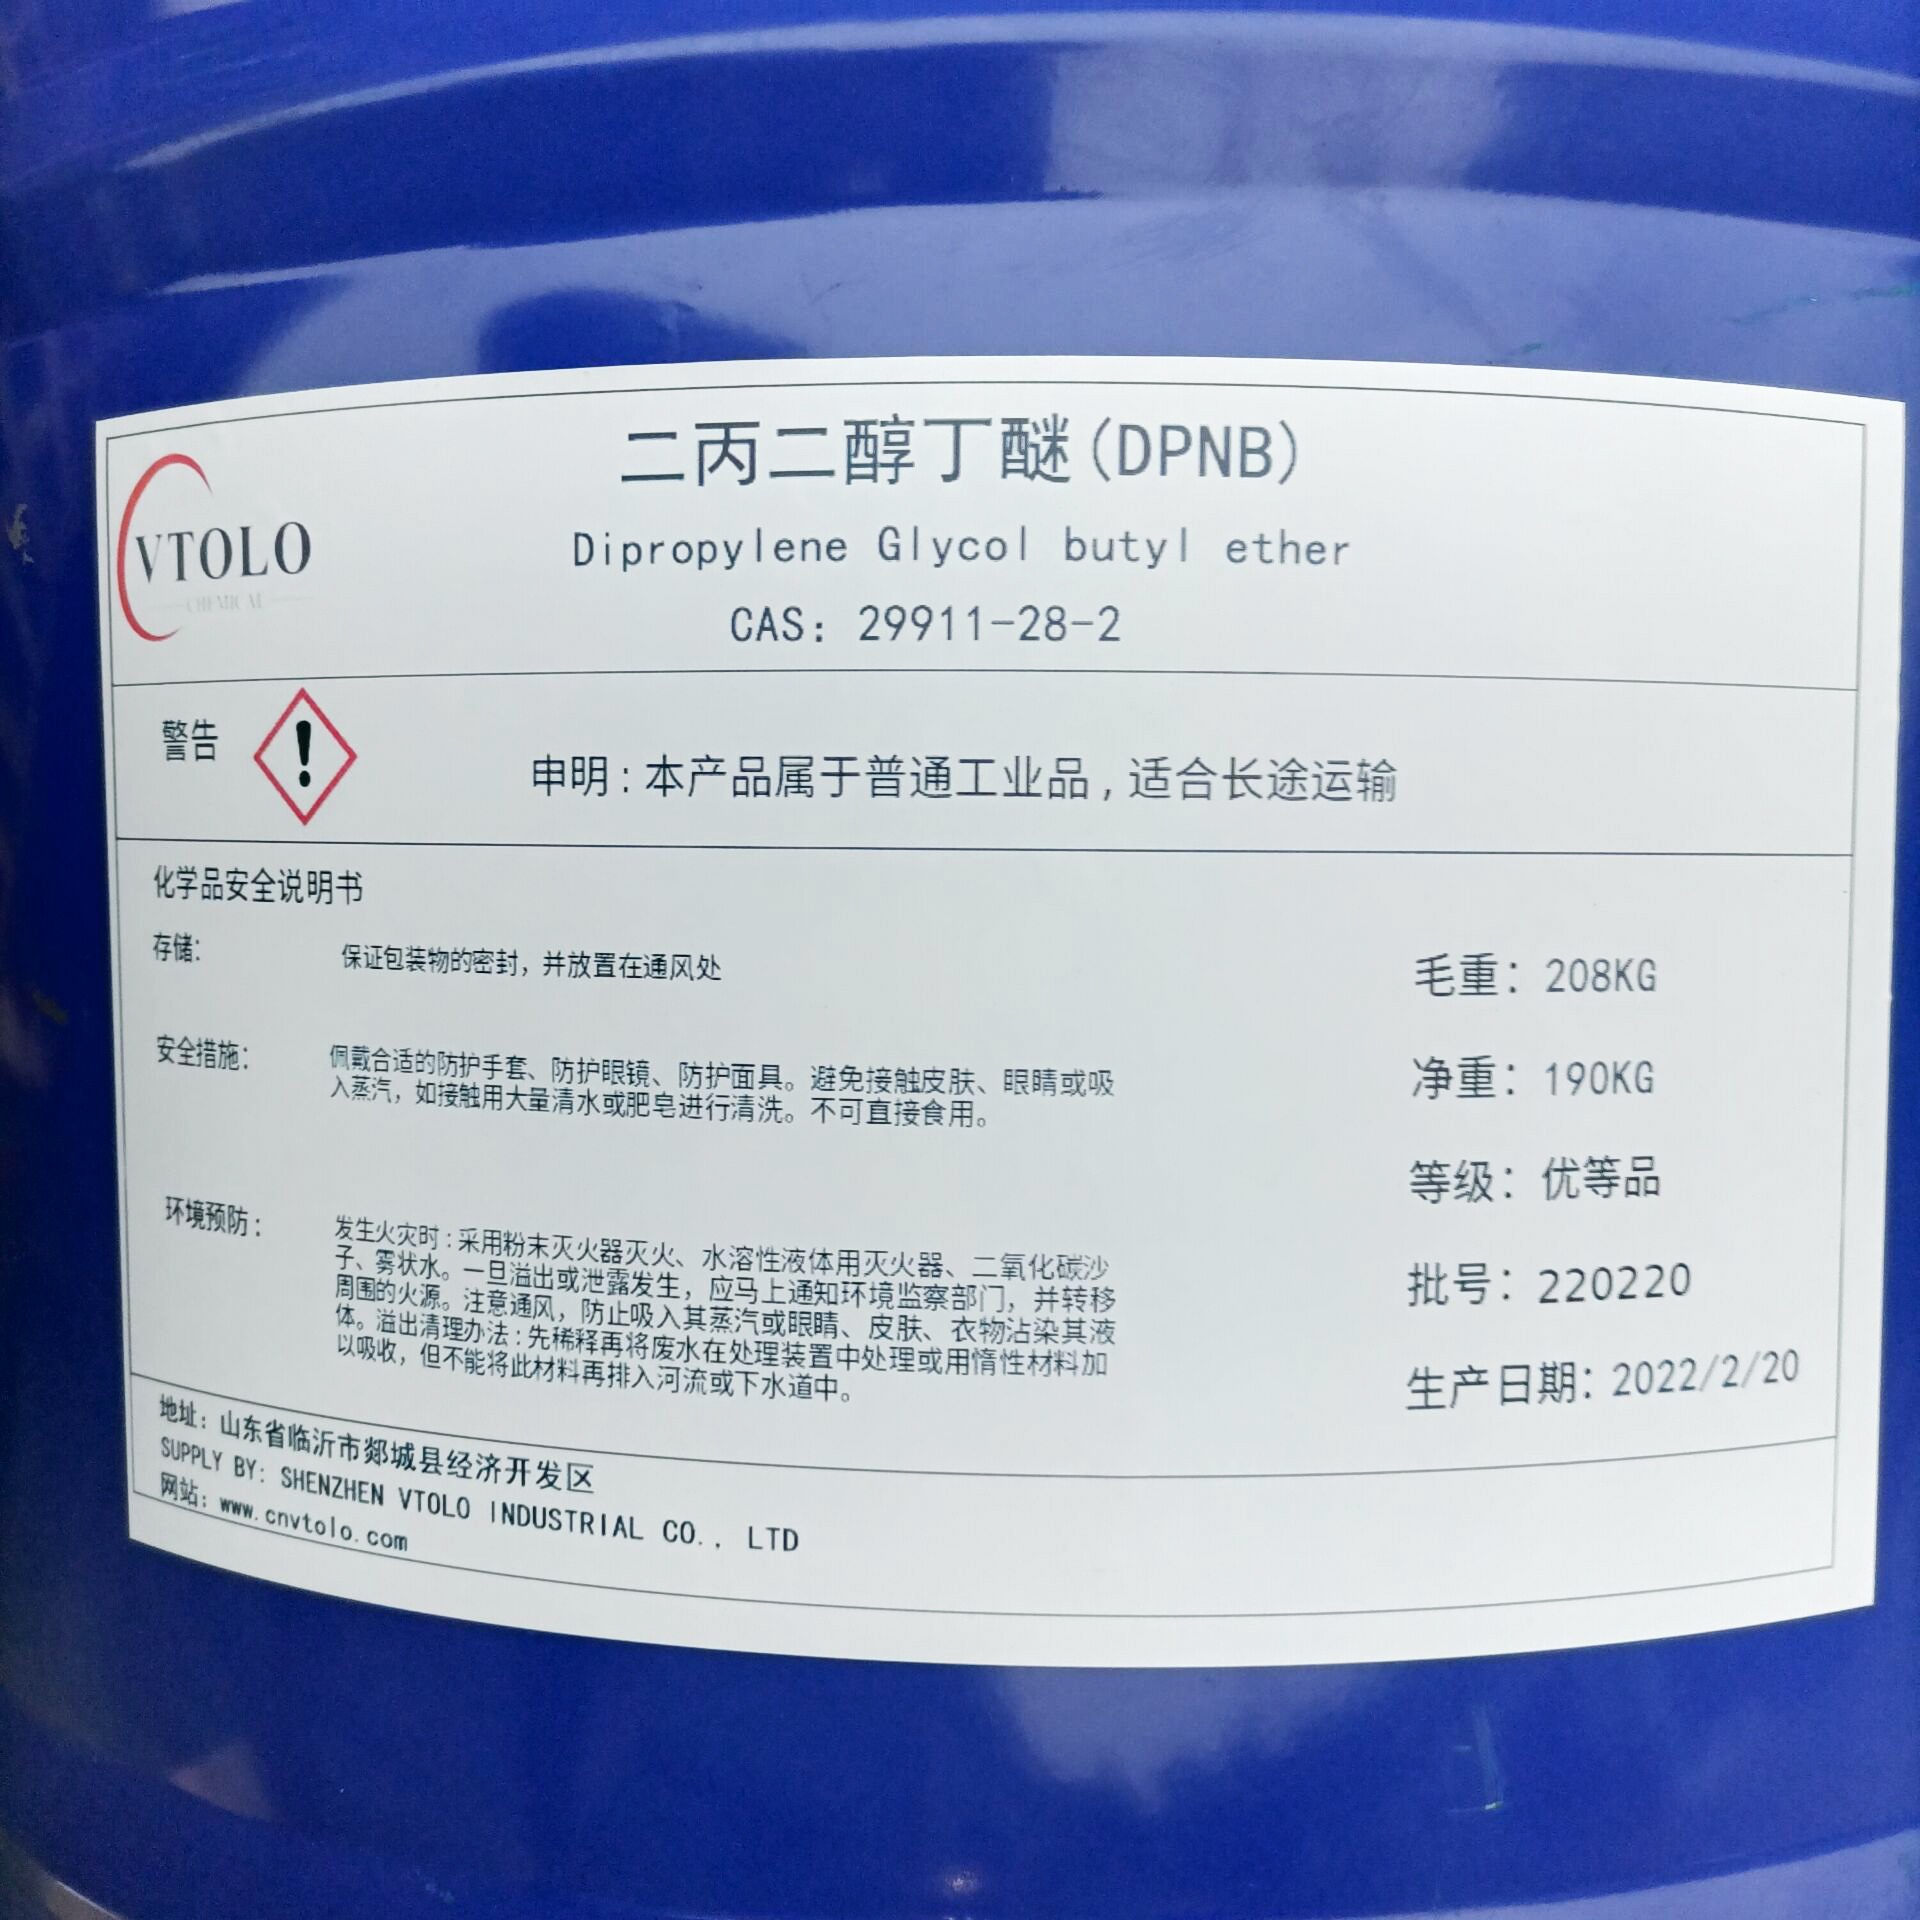 二丙二醇丁醚(DPNB)
VTOLO
CHEMICAL
Dipropylene Glycol butyl ether
CAS: 29911-28-2
警告
申明:本产品属于普通工业品,适合长途运输
化学品安全说明书
存储: 保证包装物的密封，并放置在通风处
安全措施: 佩戴合适的防护手套、防护眼镜、防护面具。避免接触皮肤、眼睛或吸
入蒸汽，如接触用大量清水或肥皂进行清洗。不可直接食用。
环境预防: 发生火灾时:采用粉末灭火器灭火、水溶性液体用灭火器、二氧化碳沙
子、雾状水。一旦溢出或泄露发生，应马上通知环境监察部门，并转移
周围的火源。注意通风，防止吸入其蒸汽或眼睛、皮肤、衣物沾染其液
体。溢出清理办法:先稀释再将废水在处理装置中处理或用惰性材料加
以吸收，但不能将此材料再排入河流或下水道中。
毛重: 208KG
净重: 190KG
等级: 优等品
批号: 220220
生产日期: 2022/2/20
地址: 山东省临沂市郯城县经济开发区
SUPPLY BY: SHENZHEN VTOLO INDUSTRIAL CO., LTD
网站: www.cnvtolo.com